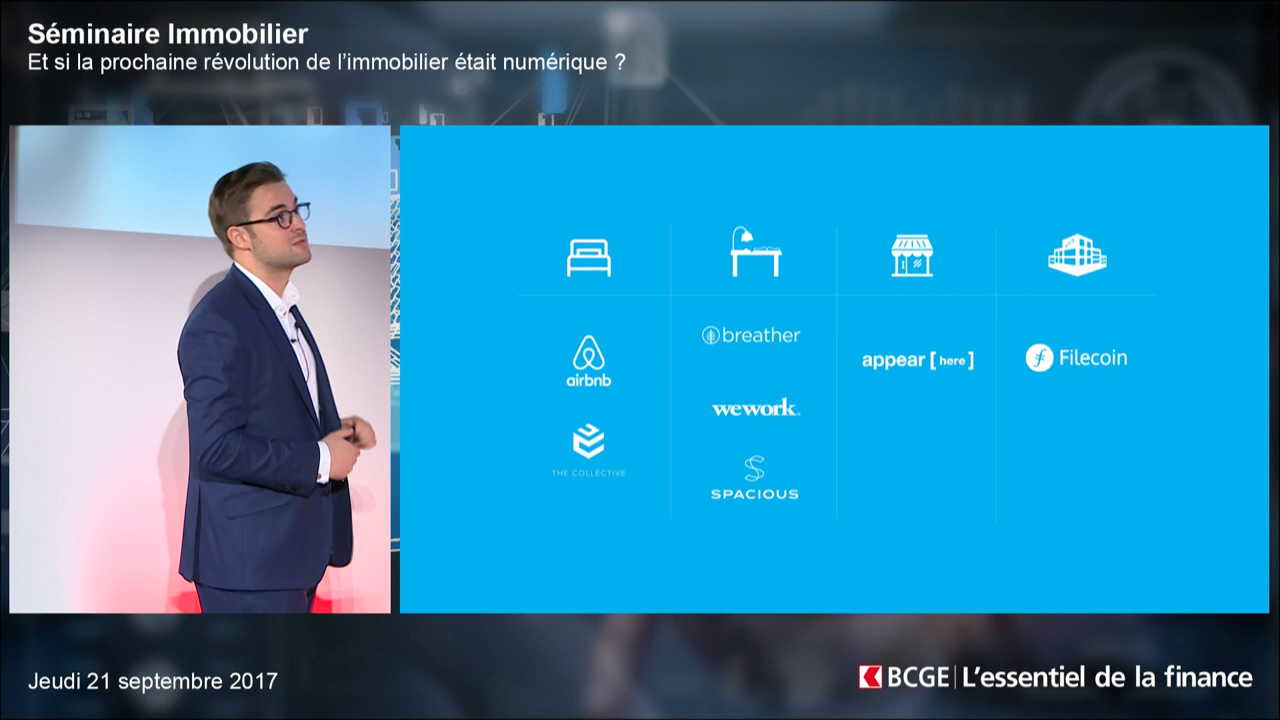 Séminaire Immobilier
Et si la prochaine révolution de l'immobilier était numérique ?
airbnb
THE COLLECTIVE
breather
wework.
SPACIOUS
appear [ here ]
Filecoin
Jeudi 21 septembre 2017
BCGE | L'essentiel de la finance